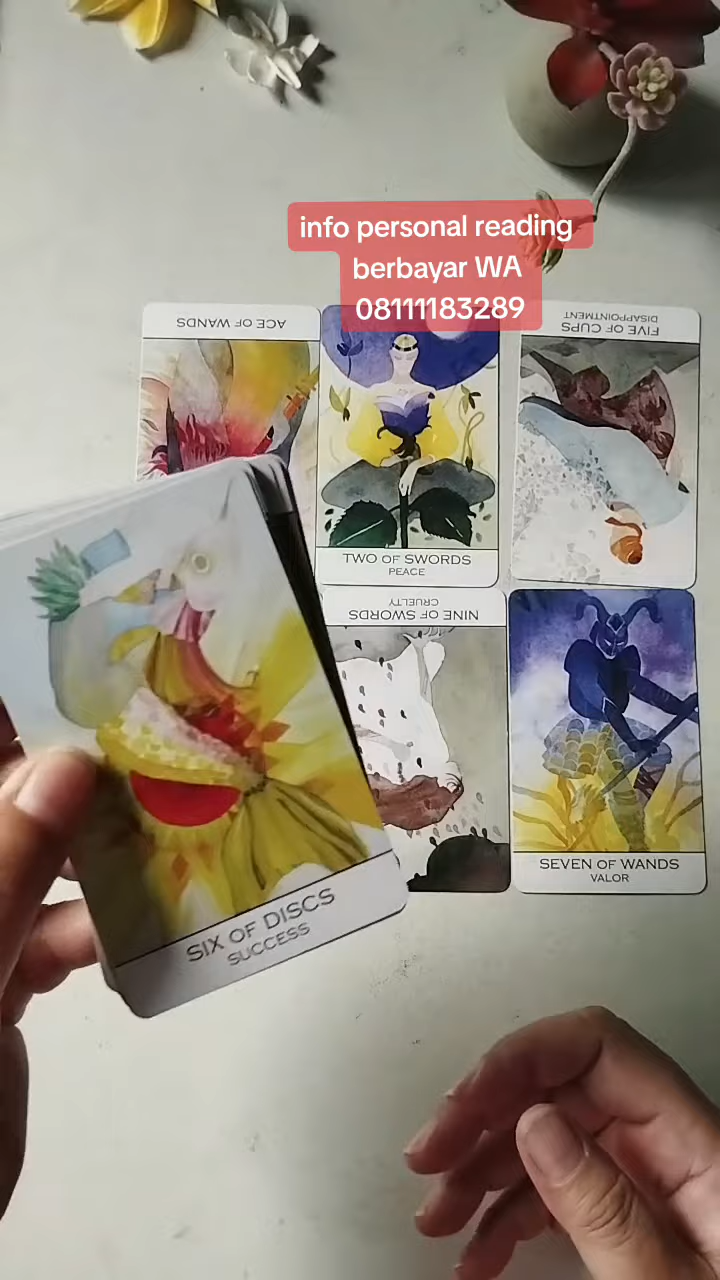 info personal reading
berbayar WA
08111183289
ACE OF WANDS
FIVE OF CUPS
DISAPPOINTMENT
TWO OF SWORDS
PEACE
NINE OF SWORDS
CRUELTY
SEVEN OF WANDS
VALOR
SIX OF DISCS
SUCCESS